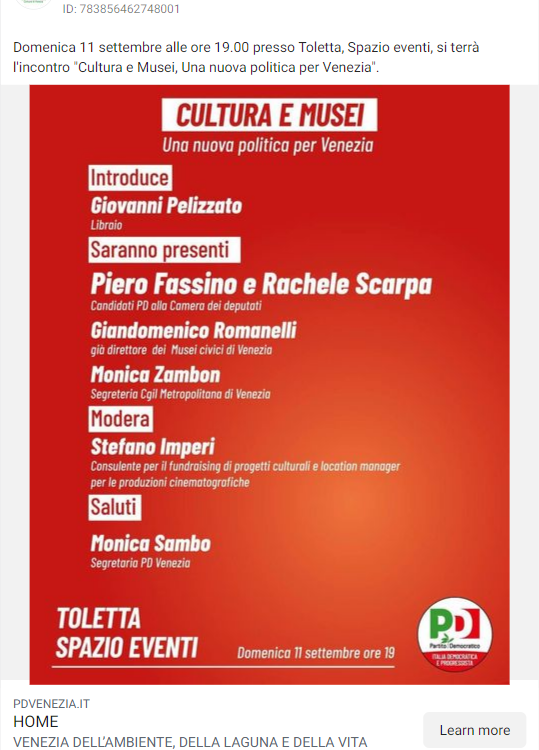 ID: 783856462748001
Domenica 11 settembre alle ore 19.00 presso Toletta, Spazio eventi, si terrà
l'incontro "Cultura e Musei, Una nuova politica per Venezia".
CULTURA E MUSEI
Una nuova politica per Venezia
Introduce
Giovanni Pelizzato
Libraio
Saranno presenti
Piero Fassino e Rachele Scarpa
Candidati PD alla Camera dei deputati
Giandomenico Romanelli
già direttore dei Musei civici di Venezia
Monica Zambon
Segreteria Cgil Metropolitana di Venezia
Modera
Stefano Imperi
Consulente per il fundraising di progetti culturali e location manager
per le produzioni cinematografiche
Saluti
Monica Sambo
Segretaria PD Venezia
TOLETTA
SPAZIO EVENTI
Domenica 11 settembre ore 19
PD
Partito Democratico
ITALIA DEMOCRATICA
E PROGRESSISTA
PDVENEZIA.IT
HOME
VENEZIA DELL'AMBIENTE, DELLA LAGUNA E DELLA VITA
Learn more